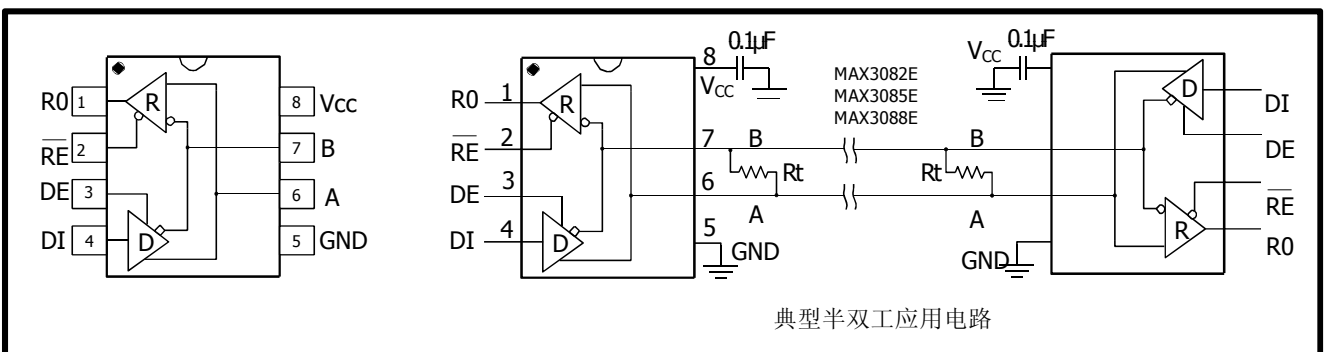 R0 1
R
8 Vcc
RE 2
7 B
DE 3
6 A
DI 4
D
5 GND
0.1µF
8
VCC
R0 1
R
RE 2
7 B
Rt
DE 3
6
A
DI 4
D
5
GND
MAX3082E
MAX3085E
MAX3088E
VCC 0.1µF
D
DI
DE
B
Rt
A
RE
R
R0
GND
典型半双工应用电路